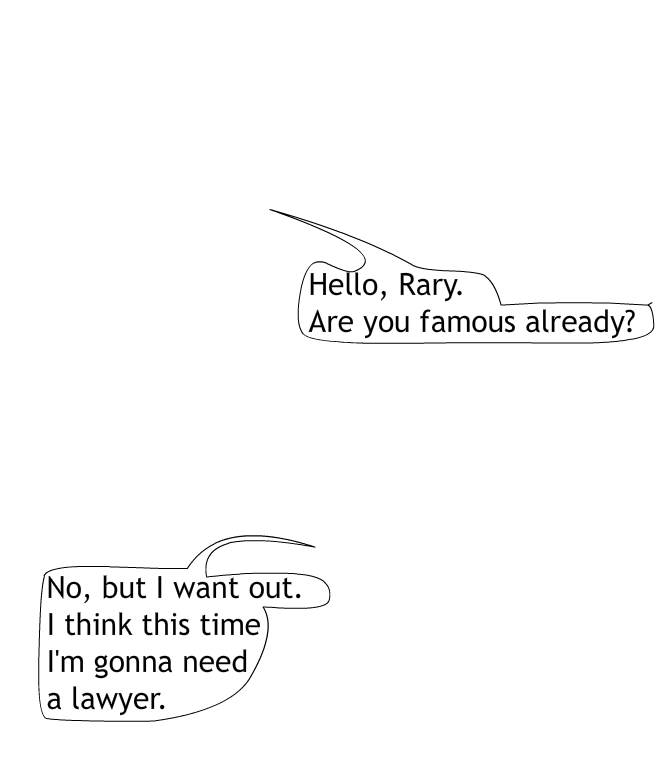 Hello, Rary.
Are you famous already?
No, but I want out.
I think this time
I'm gonna need
a lawyer.